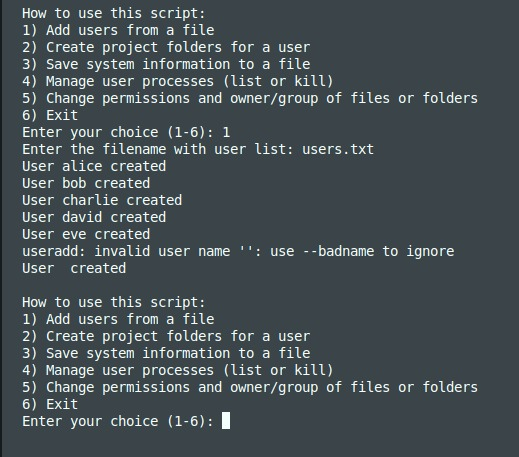 How to use this script:
1) Add users from a file
2) Create project folders for a user
3) Save system information to a file
4) Manage user processes (list or kill)
5) Change permissions and owner/group of files or folders
6) Exit
Enter your choice (1-6): 1
Enter the filename with user list: users.txt
User alice created
User bob created
User charlie created
User david created
User eve created
useradd: invalid user name '': use --badname to ignore
User  created
How to use this script:
1) Add users from a file
2) Create project folders for a user
3) Save system information to a file
4) Manage user processes (list or kill)
5) Change permissions and owner/group of files or folders
6) Exit
Enter your choice (1-6):